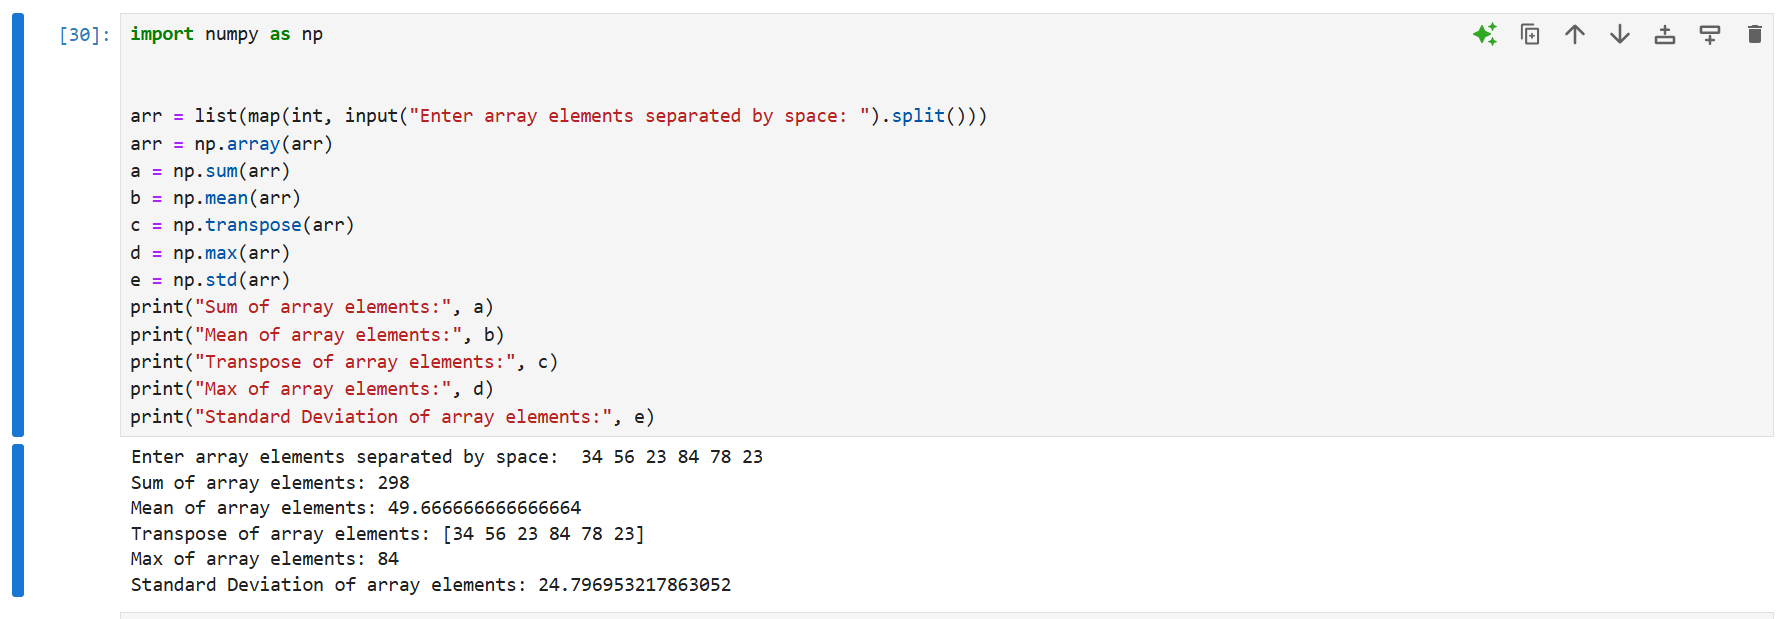 [30]:
import numpy as np
arr = list(map(int, input("Enter array elements separated by space: ").split()))
arr = np.array(arr)
a = np.sum(arr)
b = np.mean(arr)
c = np.transpose(arr)
d = np.max(arr)
e = np.std(arr)
print("Sum of array elements:", a)
print("Mean of array elements:", b)
print("Transpose of array elements:", c)
print("Max of array elements:", d)
print("Standard Deviation of array elements:", e)
Enter array elements separated by space:  34 56 23 84 78 23
Sum of array elements: 298
Mean of array elements: 49.666666666666664
Transpose of array elements: [34 56 23 84 78 23]
Max of array elements: 84
Standard Deviation of array elements: 24.796953217863052